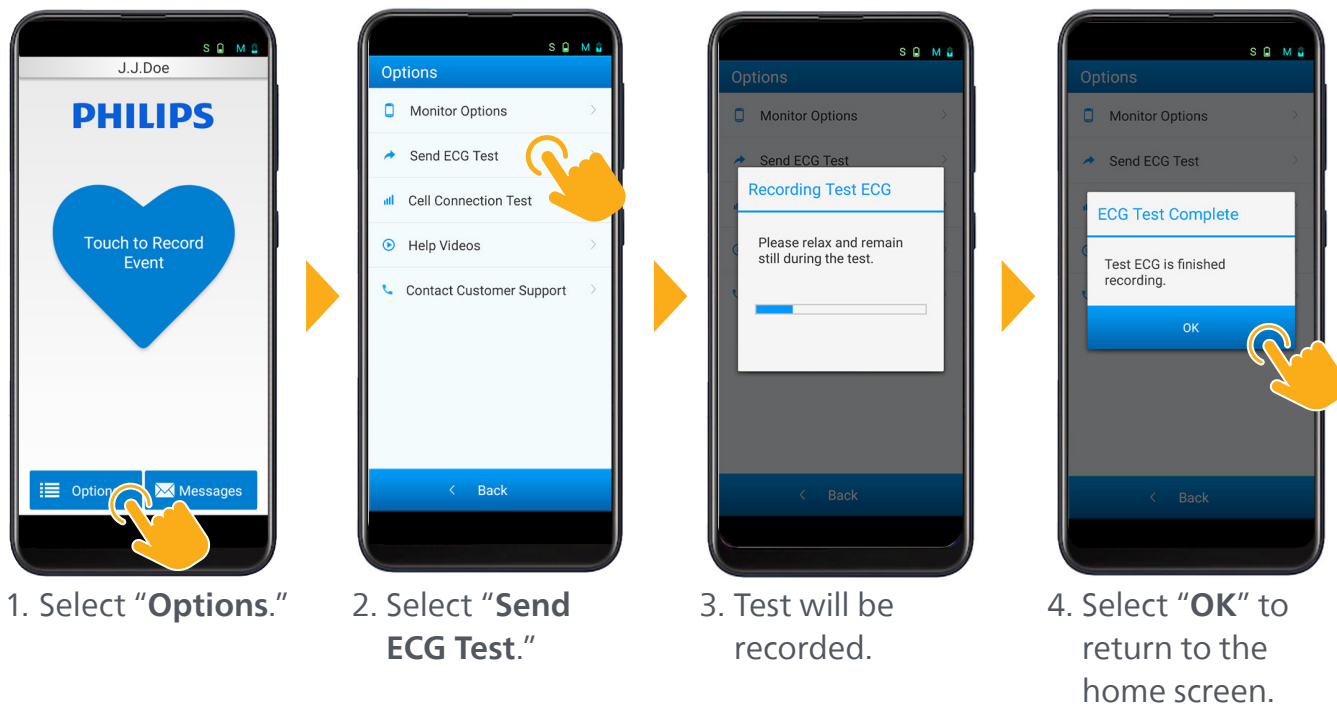 S M
J.J.Doe
PHILIPS
Touch to Record
Event
Options
Messages
1. Select “Options.”
S M
Options
Monitor Options
Send ECG Test
Cell Connection Test
Help Videos
Contact Customer Support
< Back
2. Select “Send
ECG Test.”
S M
Options
Monitor Options
Send ECG Test
Recording Test ECG
Please relax and remain
still during the test.
< Back
3. Test will be
recorded.
S M
Options
Monitor Options
Send ECG Test
ECG Test Complete
Test ECG is finished
recording.
OK
< Back
4. Select “OK” to
return to the
home screen.